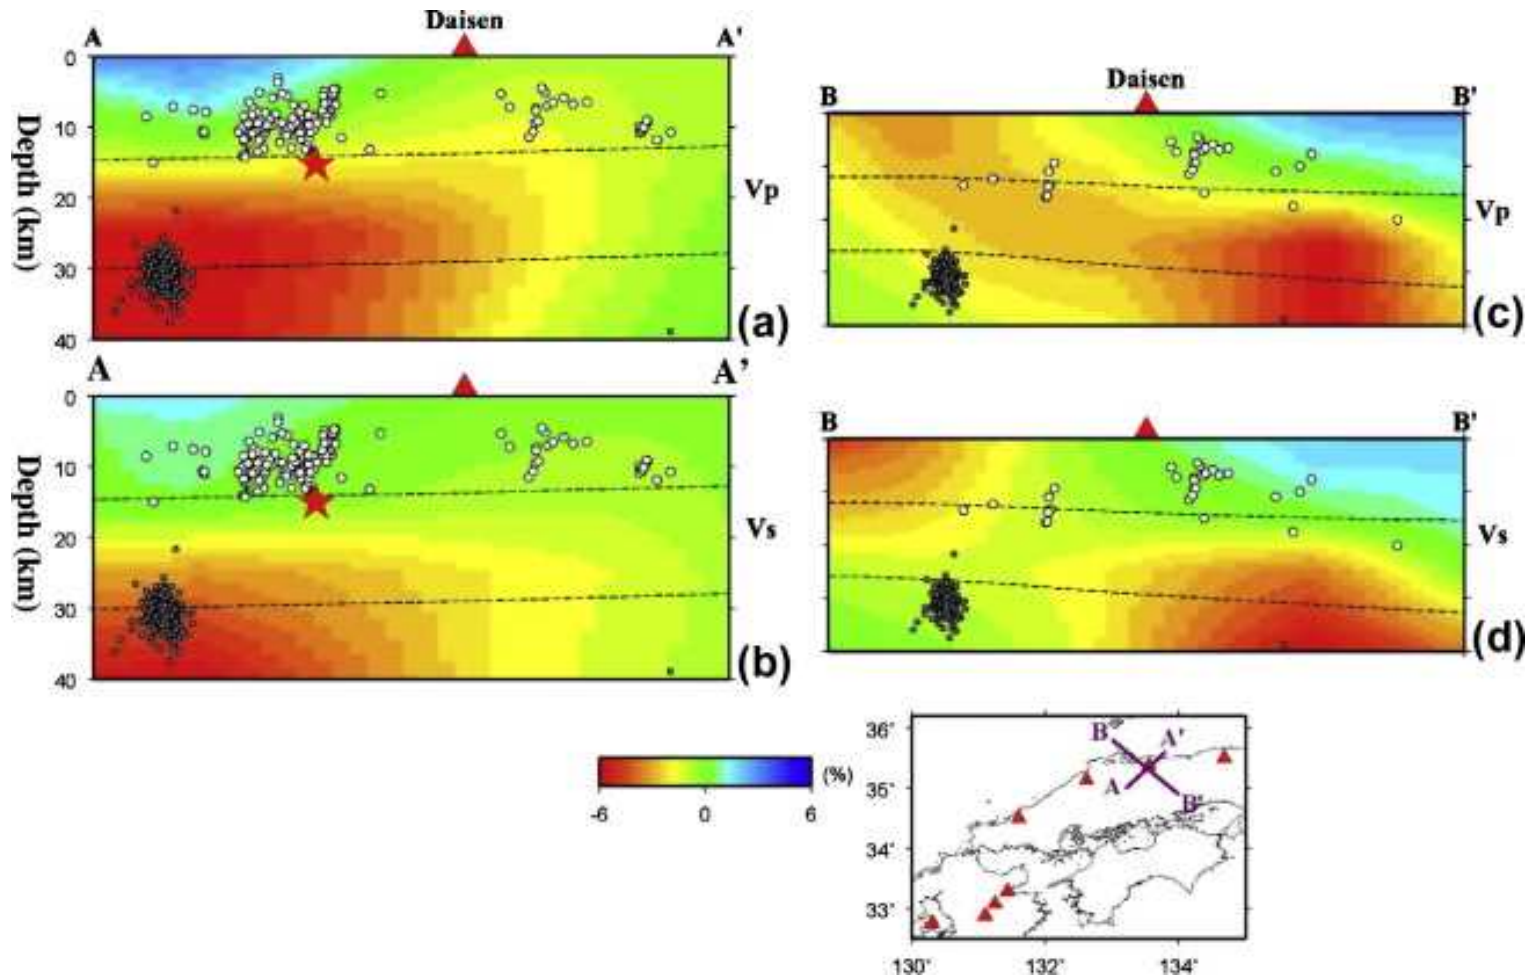 Daisen
A A'
0
10
20
30
40
Depth (km)
Vp
(a)
A A’
0
10
20
30
40
Depth (km)
Vs
(b)
Daisen
B B'
Vp
(c)
B B'
Vs
(d)
-6 0 6 (%)
36°
35°
34°
33°
130° 132° 134°
B A'
A B'